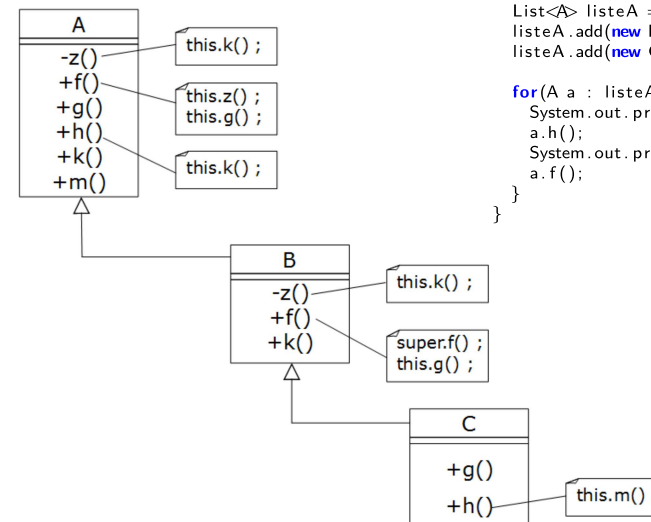 A
-z()
+f()
+g()
+h()
+k()
+m()
this.k() ;
this.z() ;
this.g() ;
this.k() ;
B
-z()
+f()
+k()
this.k() ;
super.f() ;
this.g() ;
C
+g()
+h()
this.m()
List<A> listeA =
listeA.add(new
listeA.add(new
for(A a : listeA
System.out.pr
a.h();
System.out.pr
a.f();
}
}